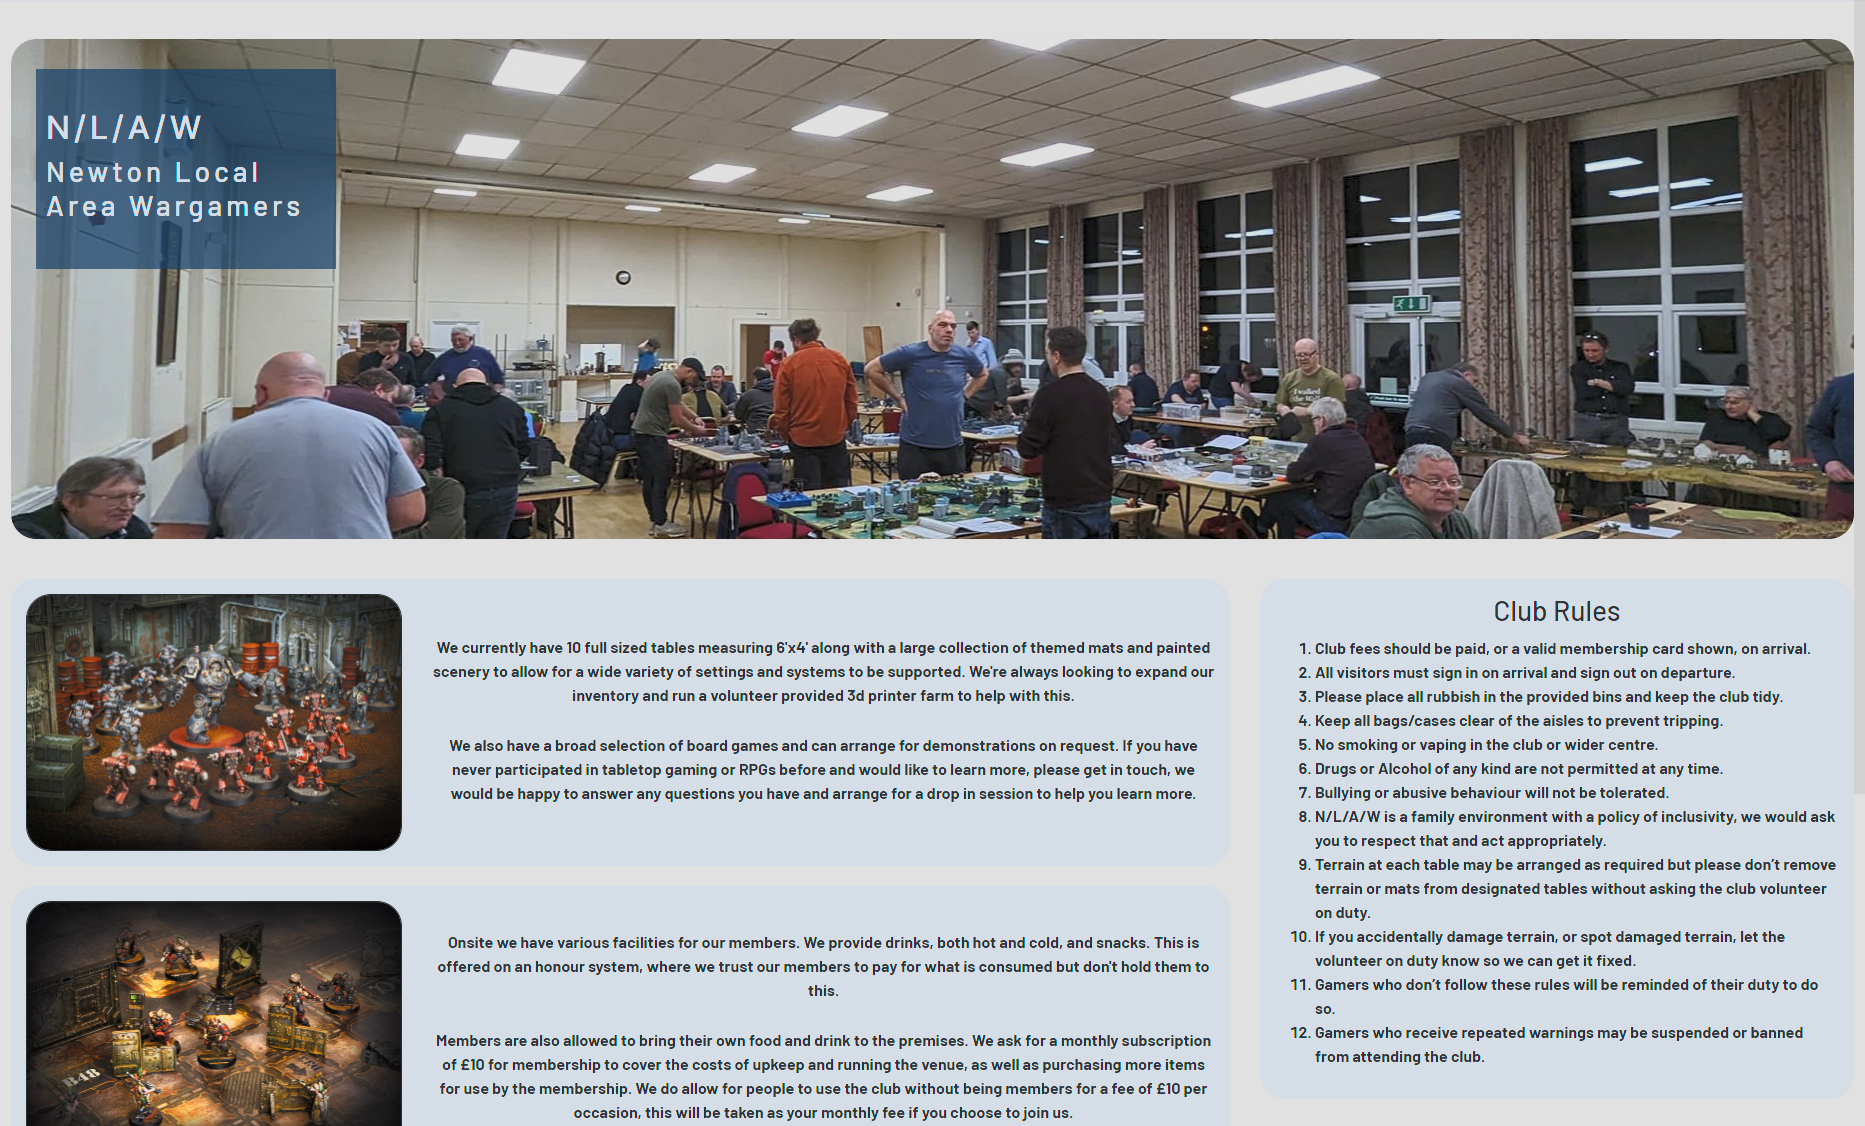 N/L/A/W
Newton Local
Area Wargamers
We currently have 10 full sized tables measuring 6'x4' along with a large collection of themed mats and painted
scenery to allow for a wide variety of settings and systems to be supported. We're always looking to expand our
inventory and run a volunteer provided 3d printer farm to help with this.
We also have a broad selection of board games and can arrange for demonstrations on request. If you have
never participated in tabletop gaming or RPGs before and would like to learn more, please get in touch, we
would be happy to answer any questions you have and arrange for a drop in session to help you learn more.
B48
Onsite we have various facilities for our members. We provide drinks, both hot and cold, and snacks. This is
offered on an honour system, where we trust our members to pay for what is consumed but don't hold them to
this.
Members are also allowed to bring their own food and drink to the premises. We ask for a monthly subscription
of £10 for membership to cover the costs of upkeep and running the venue, as well as purchasing more items
for use by the membership. We do allow for people to use the club without being members for a fee of £10 per
occasion, this will be taken as your monthly fee if you choose to join us.
Club Rules
1. Club fees should be paid, or a valid membership card shown, on arrival.
2. All visitors must sign in on arrival and sign out on departure.
3. Please place all rubbish in the provided bins and keep the club tidy.
4. Keep all bags/cases clear of the aisles to prevent tripping.
5. No smoking or vaping in the club or wider centre.
6. Drugs or Alcohol of any kind are not permitted at any time.
7. Bullying or abusive behaviour will not be tolerated.
8. N/L/A/W is a family environment with a policy of inclusivity, we would ask
you to respect that and act appropriately.
9. Terrain at each table may be arranged as required but please don’t remove
terrain or mats from designated tables without asking the club volunteer
on duty.
10. If you accidentally damage terrain, or spot damaged terrain, let the
volunteer on duty know so we can get it fixed.
11. Gamers who don’t follow these rules will be reminded of their duty to do
so.
12. Gamers who receive repeated warnings may be suspended or banned
from attending the club.